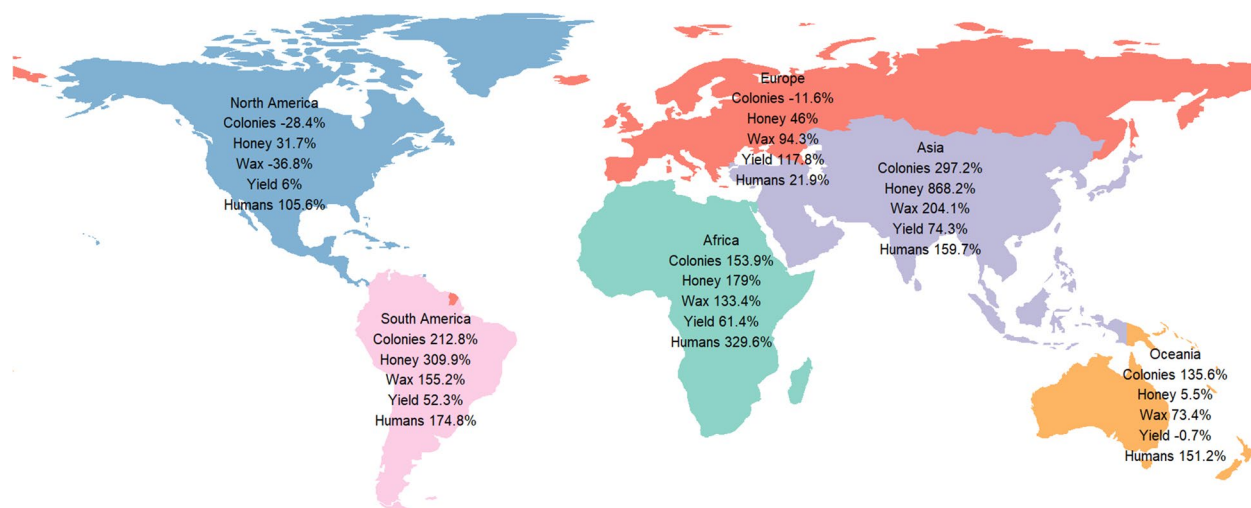 North America
Colonies -28.4%
Honey 31.7%
Wax -36.8%
Yield 6%
Humans 105.6%
South America
Colonies 212.8%
Honey 309.9%
Wax 155.2%
Yield 52.3%
Humans 174.8%
Europe
Colonies -11.6%
Honey 46%
Wax 94.3%
Yield 117.8%
Humans 21.9%
Africa
Colonies 153.9%
Honey 179%
Wax 133.4%
Yield 61.4%
Humans 329.6%
Asia
Colonies 297.2%
Honey 868.2%
Wax 204.1%
Yield 74.3%
Humans 159.7%
Oceania
Colonies 135.6%
Honey 5.5%
Wax 73.4%
Yield -0.7%
Humans 151.2%